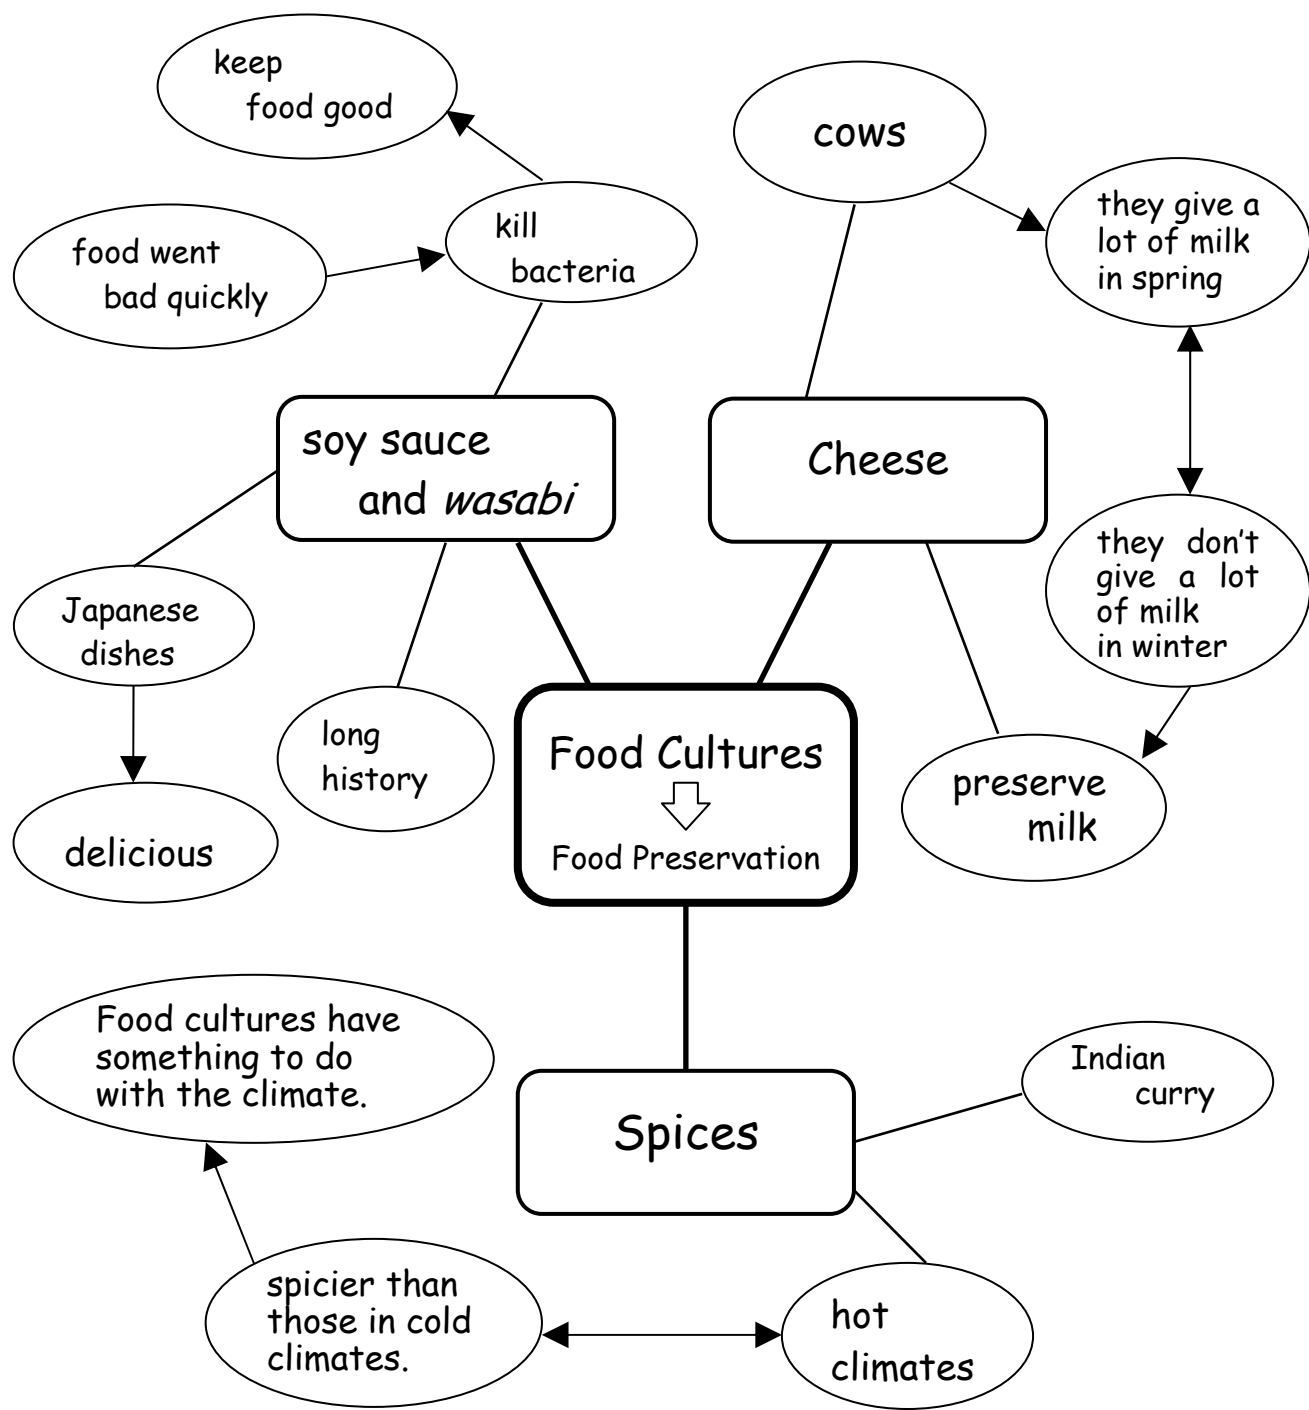 keep
food good
cows
they give a
lot of milk
in spring
kill
bacteria
food went
bad quickly
soy sauce
and wasabi
Cheese
they don't
give a lot
of milk
in winter
Japanese
dishes
long
history
Food Cultures
Food Preservation
preserve
milk
delicious
Food cultures have
something to do
with the climate.
Indian
curry
Spices
spicier than
those in cold
climates.
hot
climates